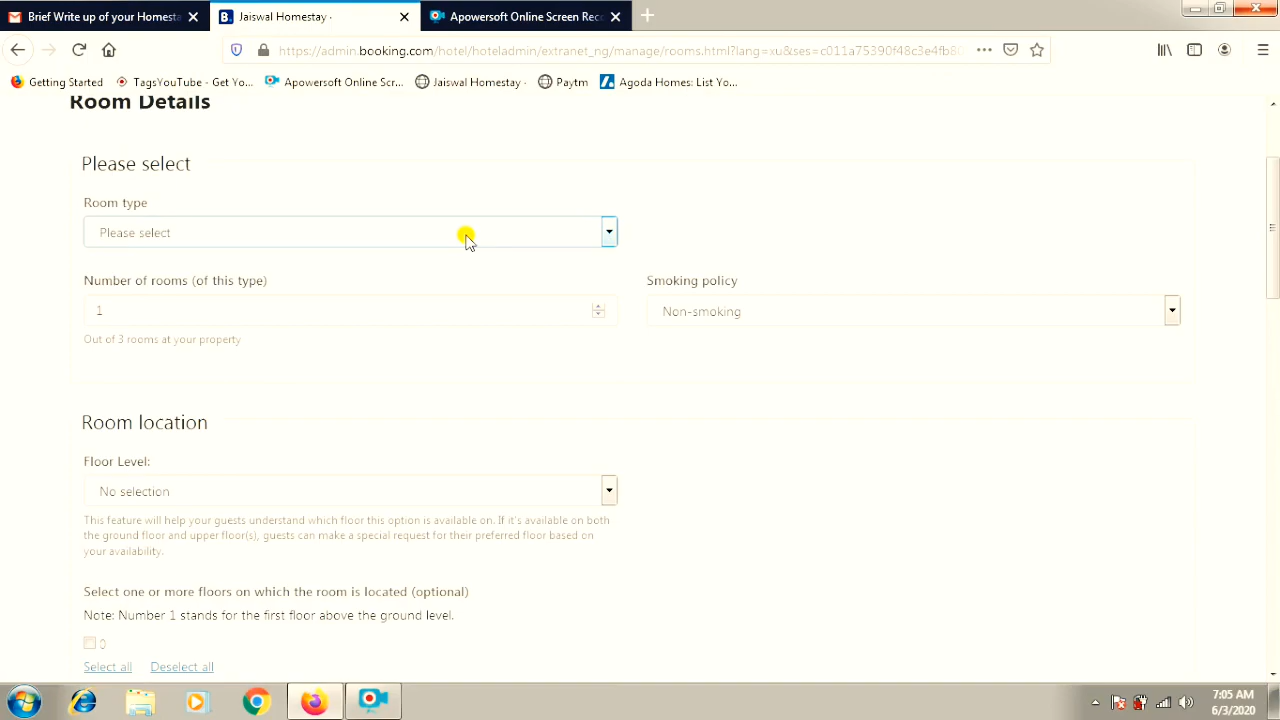 Brief Write up of your Homesta
Jaiswal Homestay ·
Apowersoft Online Screen Rec
https://admin.booking.com/hotel/hoteladmin/extranet_ng/manage/rooms.html?lang=xu&ses=c011a75390f48c3e4fb8
Getting Started
TagsYouTube - Get Yo...
Apowersoft Online Scr...
Jaiswal Homestay ·
Paytm
Agoda Homes: List Yo...
Room Details
Please select
Room type
Please select
Number of rooms (of this type)
Smoking policy
1
Non-smoking
Out of 3 rooms at your property
Room location
Floor Level:
No selection
This feature will help your guests understand which floor this option is available on. If it's available on both
the ground floor and upper floor(s), guests can make a special request for their preferred floor based on
your availability.
Select one or more floors on which the room is located (optional)
Note: Number 1 stands for the first floor above the ground level.
0
Select all Deselect all
7:05 AM
6/3/2020